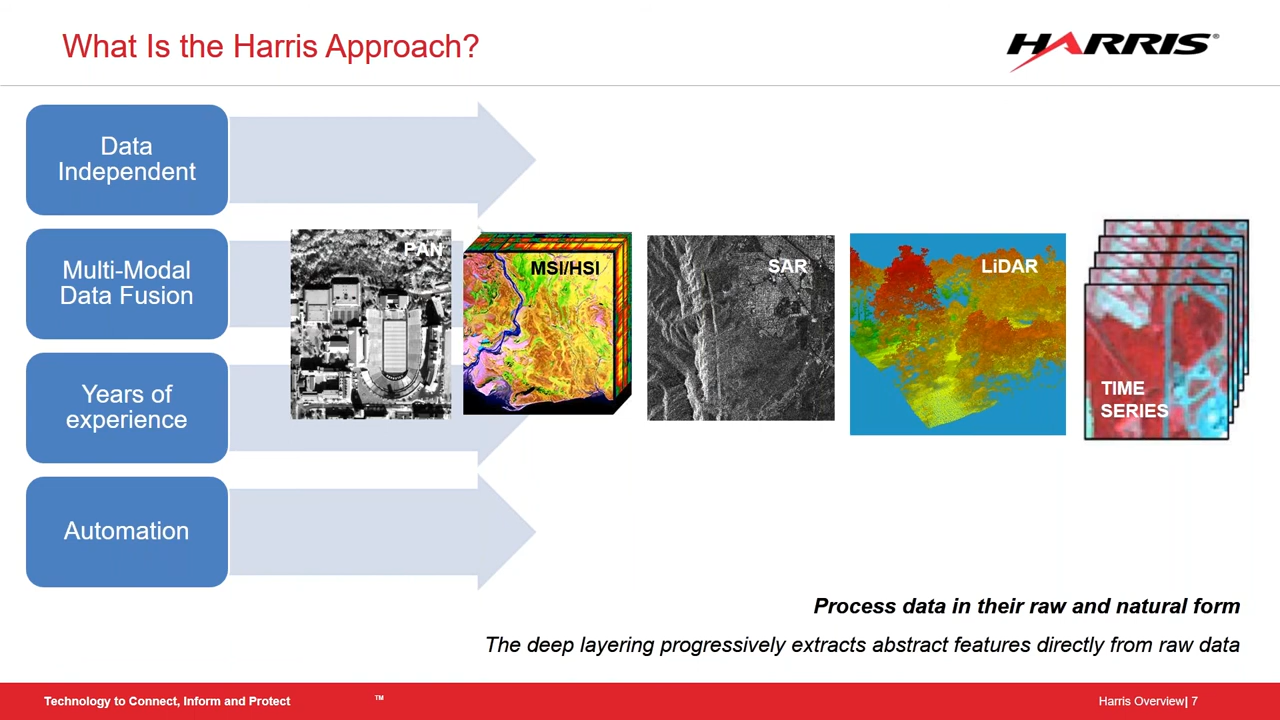 What Is the Harris Approach?
HARRIS®
Data
Independent
Multi-Modal
Data Fusion
Years of
experience
Automation
PAN
MSI/HSI
SAR
LiDAR
TIME
SERIES
Process data in their raw and natural form
The deep layering progressively extracts abstract features directly from raw data
Technology to Connect, Inform and Protect
TM
Harris Overview| 7